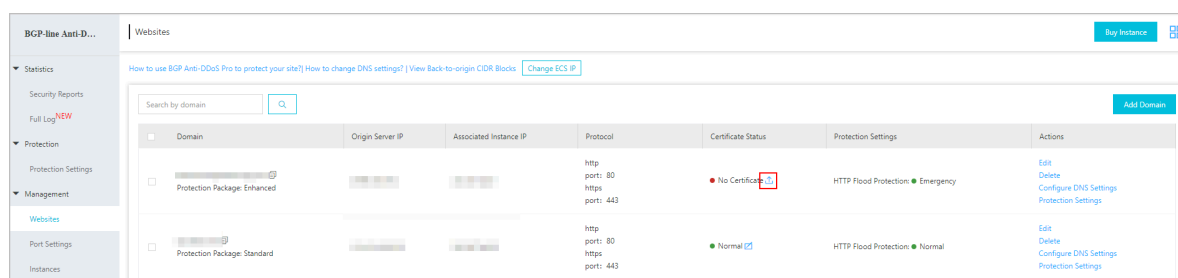 BGP-line Anti-D...
Websites
Buy Instance
Statistics
How to use BGP Anti-DDoS Pro to protect your site?| How to change DNS settings? | View Back-to-origin CIDR Blocks Change ECS IP
Security Reports
Search by domain
Add Domain
Full Log NEW
Domain Origin Server IP Associated Instance IP Protocol Certificate Status Protection Settings Actions
Protection
Protection Settings
Management
Websites
Port Settings
Instances
Protection Package: Enhanced
http
port: 80
https
port: 443
No Certificate
HTTP Flood Protection: Emergency
Edit
Delete
Configure DNS Settings
Protection Settings
Protection Package: Standard
http
port: 80
https
port: 443
Normal
HTTP Flood Protection: Normal
Edit
Delete
Configure DNS Settings
Protection Settings